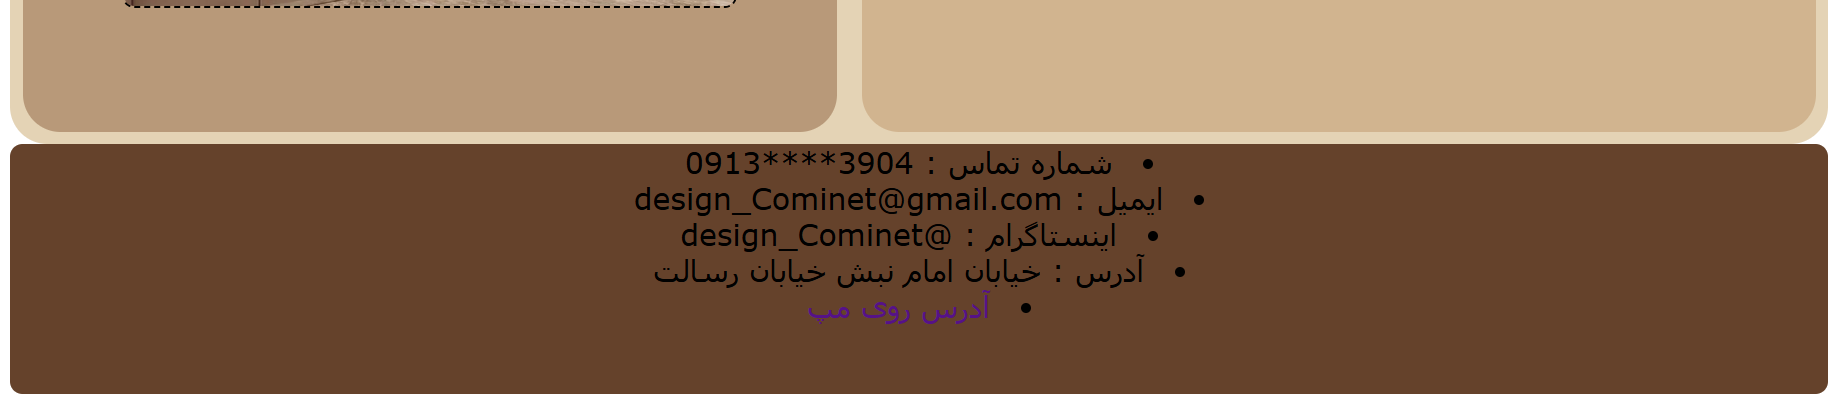 • شماره تماس : 3904****0913
• ایمیل : design_Cominet@gmail.com
• اینستاگرام : @design_Cominet
• آدرس : خیابان امام نبش خیابان رسالت
• آدرس روی مپ